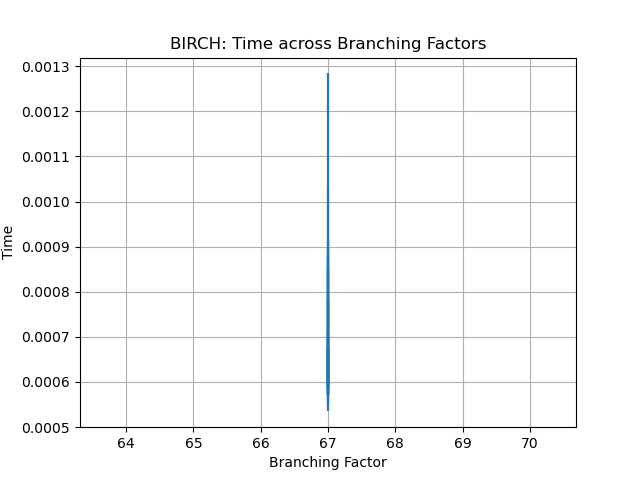 BIRCH: Time across Branching Factors
0.0013
0.0012
0.0011
0.0010
0.0009
0.0008
0.0007
0.0006
0.0005
Time
64 65 66 67 68 69 70
Branching Factor